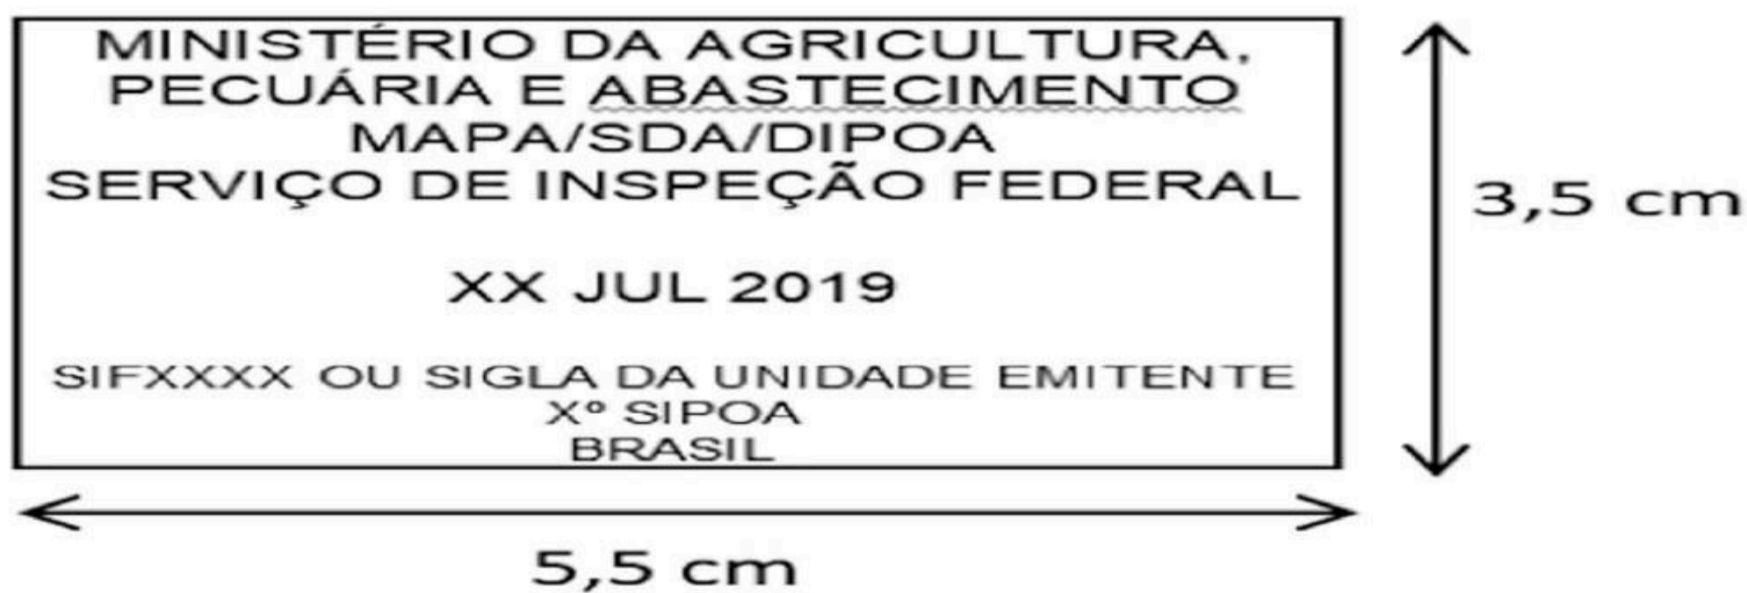 MINISTÉRIO DA AGRICULTURA,
PECUÁRIA E ABASTECIMENTO
MAPA/SDA/DIPOA
SERVIÇO DE INSPEÇÃO FEDERAL
XX JUL 2019
SIFXXXX OU SIGLA DA UNIDADE EMITENTE
Xº SIPOA
BRASIL
3,5 cm
5,5 cm